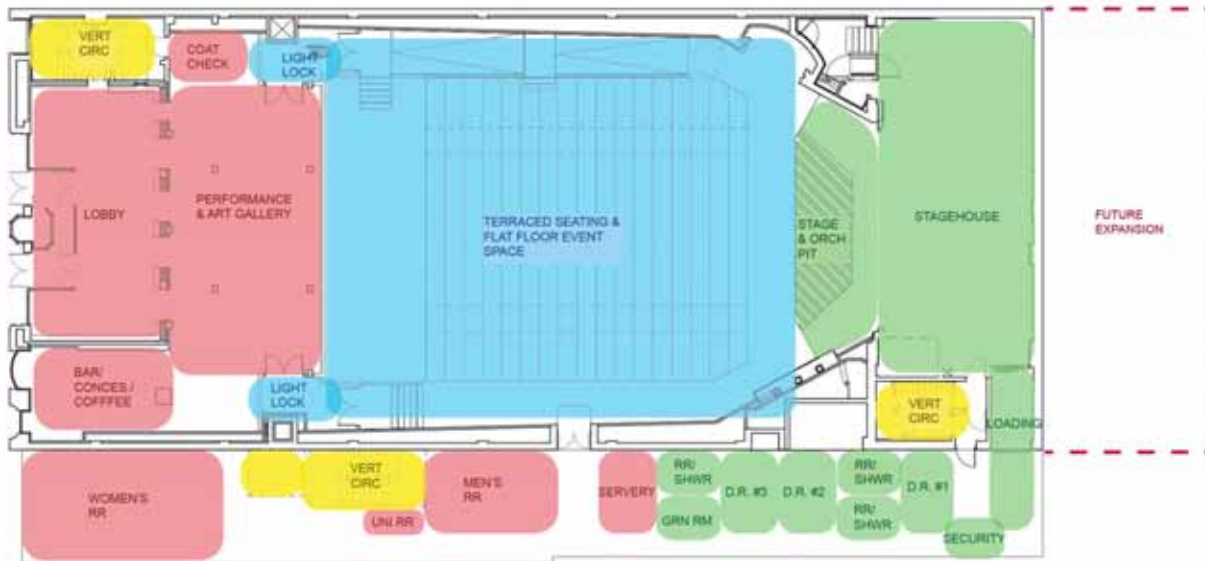 VERT
CIRC
COAT
CHECK
LIGHT
LOCK
LOBBY
PERFORMANCE
& ART GALLERY
TERRACED SEATING &
FLAT FLOOR EVENT
SPACE
STAGE
& ORCH
PIT
STAGEHOUSE
FUTURE
EXPANSION
BAR/
CONCES./
COFFFEE
LIGHT
LOCK
VERT
CIRC
LOADING
WOMEN'S
RR
VERT
CIRC
UNI RR
MEN'S
RR
SERVERY
RR/
SHWR
GRN RM
D.R. #3
D.R. #2
RR/
SHWR
RR/
SHWR
D.R. #1
SECURITY